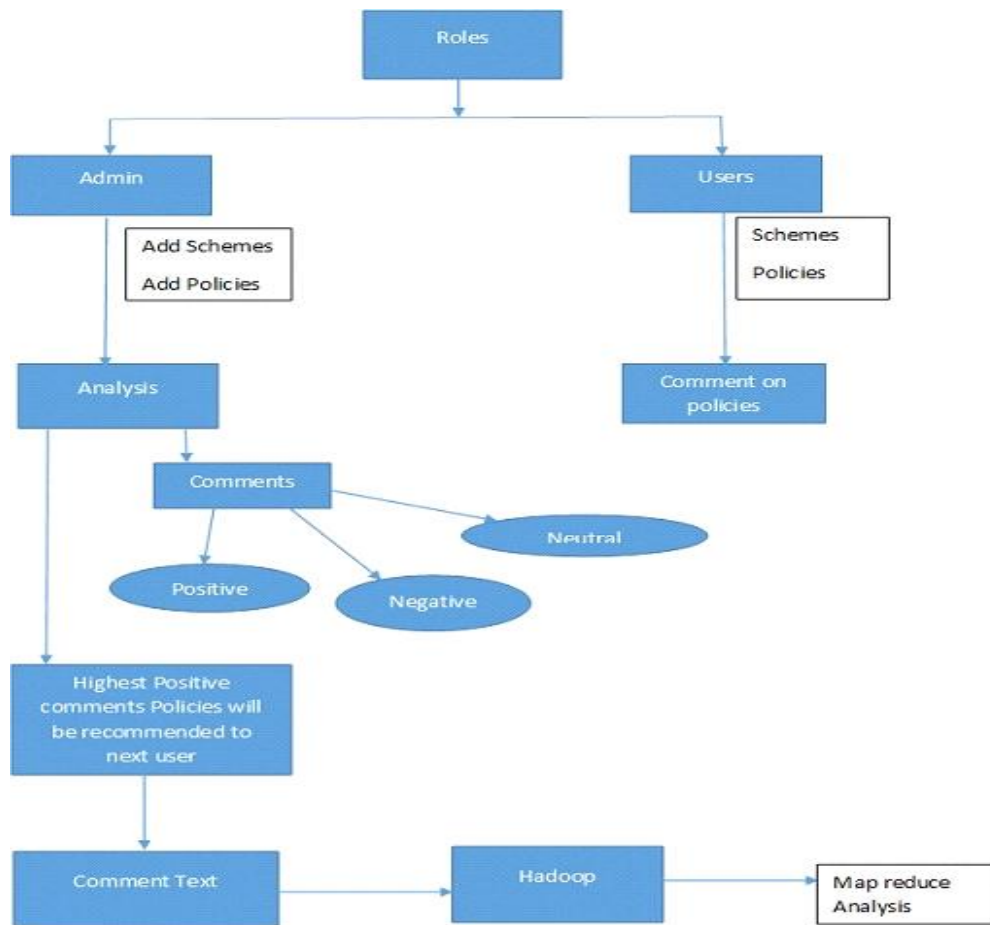 Roles
Admin
Users
Add Schemes
Add Policies
Schemes
Policies
Analysis
Comment on
policies
Comments
Neutral
Positive
Negative
Highest Positive
comments Policies will
be recommended to
next user
Comment Text
Hadoop
Map reduce
Analysis